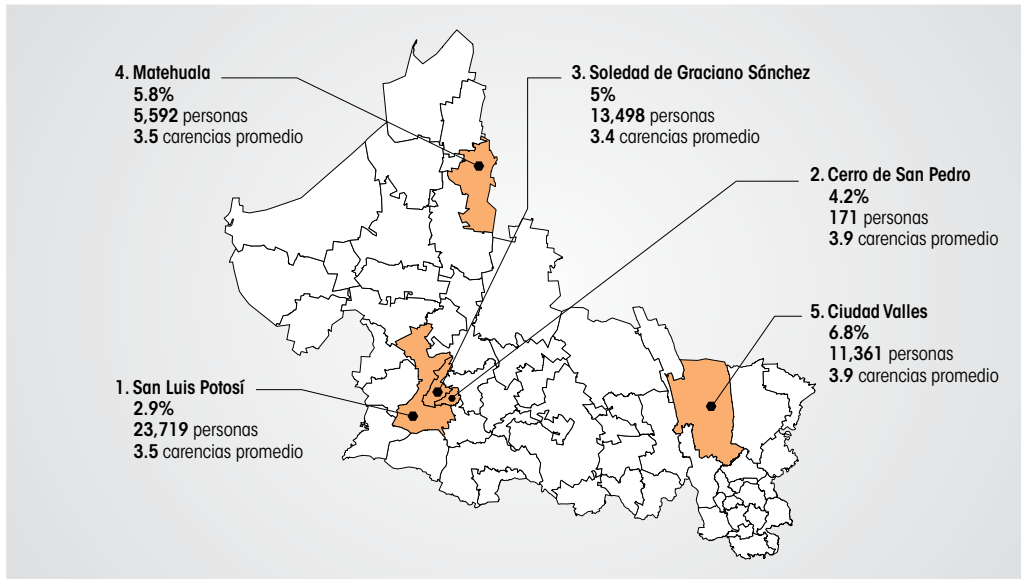 4. Matehuala
5.8%
5,592 personas
3.5 carencias promedio
3. Soledad de Graciano Sánchez
5%
13,498 personas
3.4 carencias promedio
2. Cerro de San Pedro
4.2%
171 personas
3.9 carencias promedio
5. Ciudad Valles
6.8%
11,361 personas
3.9 carencias promedio
1. San Luis Potosí
2.9%
23,719 personas
3.5 carencias promedio